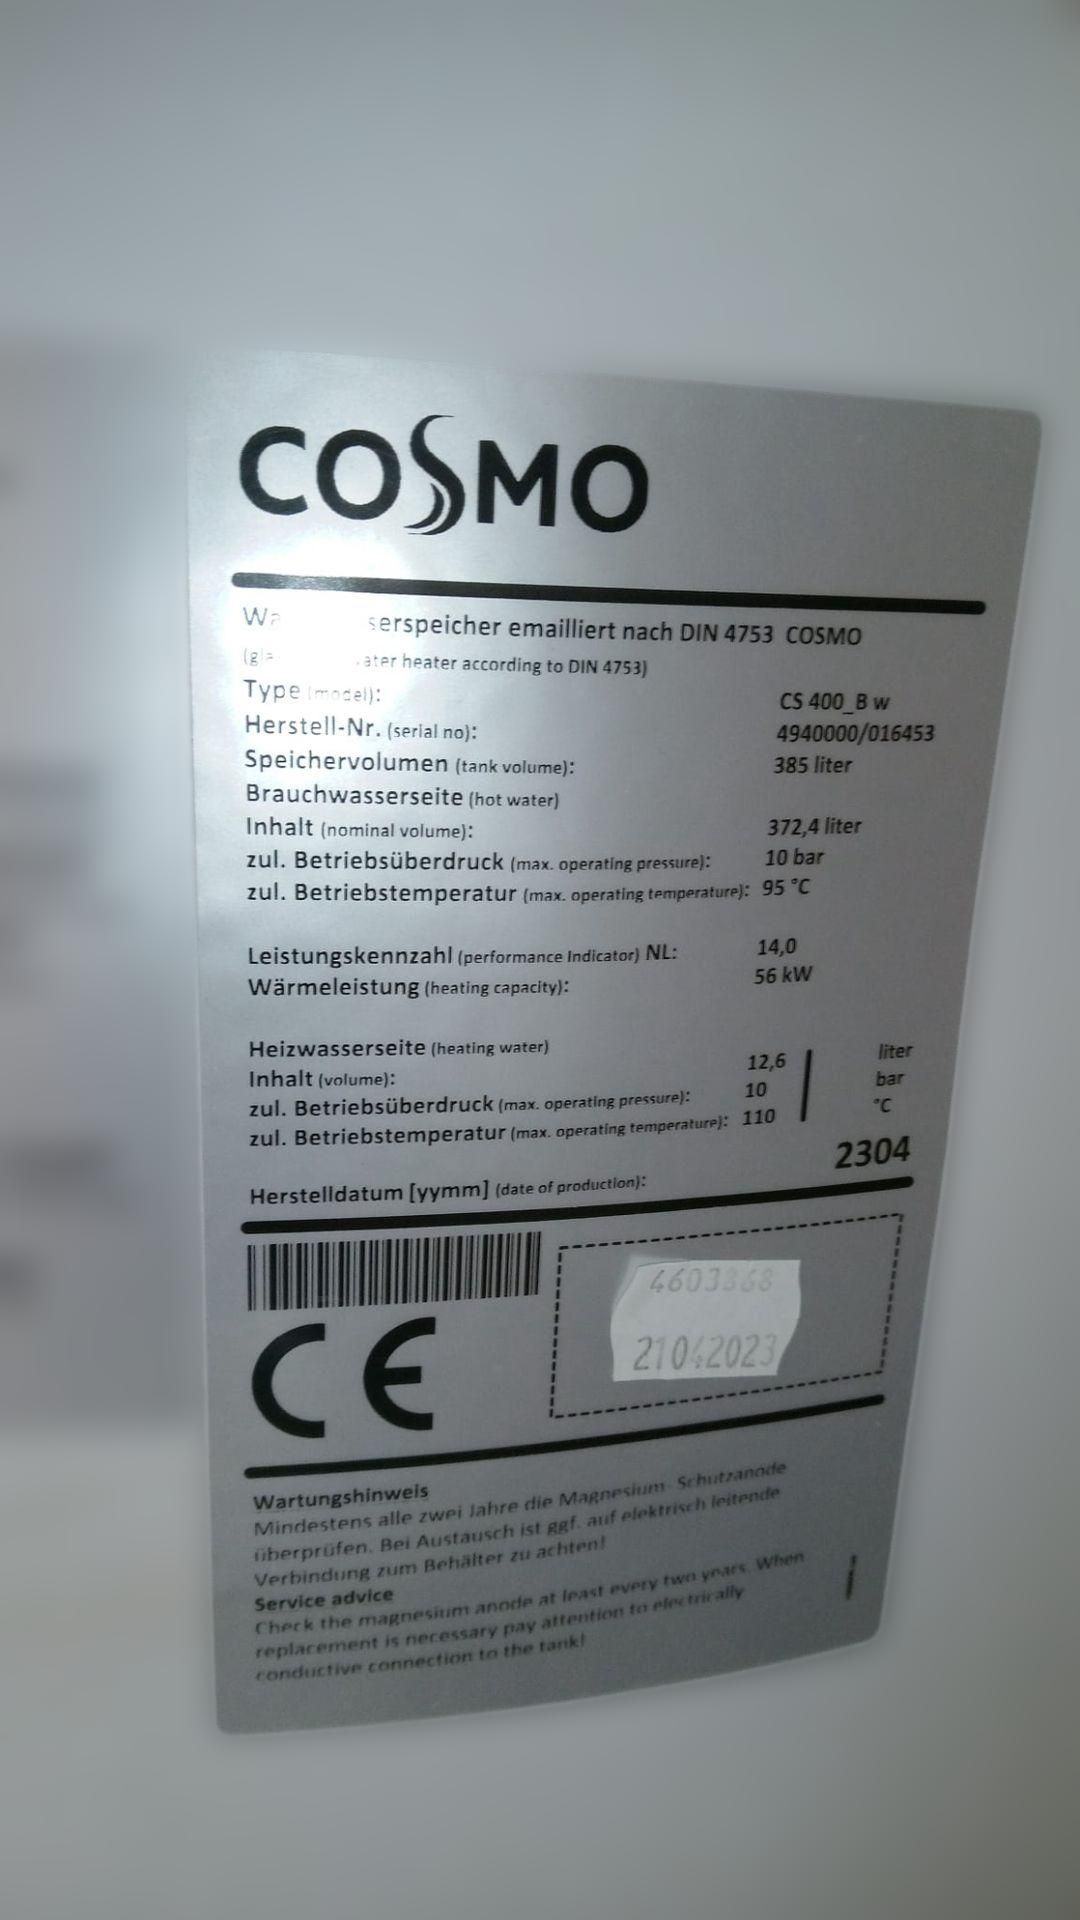 COSMO
serspeicher emailliert nach DIN 4753 COSMO
heater according to DIN 4753)
Type (model): CS 400_B w
Herstell-Nr. (serial no): 4940000/016453
Speichervolumen (tank volume): 385 liter
Brauchwasserseite (hot water)
Inhalt (nominal volume): 372,4 liter
zul. Betriebsüberdruck (max. operating pressure): 10 bar
zul. Betriebstemperatur (max. operating temperature): 95 °C
Leistungskennzahl (performance Indicator) NL: 14,0
Wärmeleistung (heating capacity): 56 kW
Heizwasserseite (heating water)
Inhalt (volume): 12,6 liter
zul. Betriebsüberdruck (max. operating pressure): 10 bar
zul. Betriebstemperatur (max. operating temperature): 110 °C
Herstelldatum [yymm] (date of production): 2304
CE
21042023
Wartungshinweis
Mindestens alle zwei Jahre die Magnesium- Schutzanode
überprüfen. Bei Austausch ist ggf. auf elektrisch leitende
Verbindung zum Behälter zu achten!
Service advice
Check the magnesium anode at least every two years. When
replacement is necessary pay attention to electrically
conductive connection to the tank!